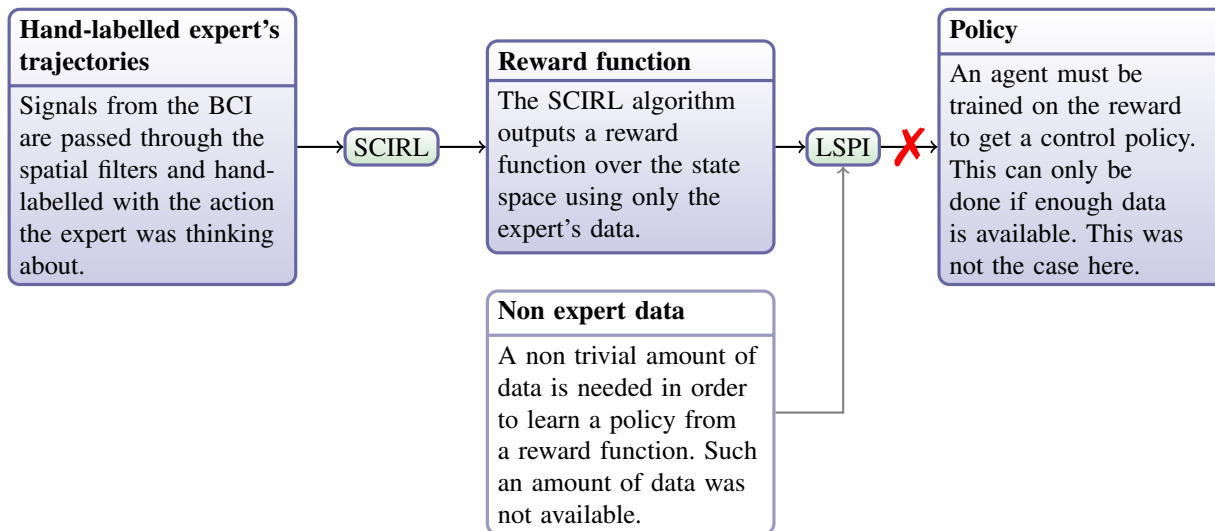 Hand-labelled expert's
trajectories
Signals from the BCI
are passed through the
spatial filters and hand-
labelled with the action
the expert was thinking
about.
SCIRL
Reward function
The SCIRL algorithm
outputs a reward
function over the state
space using only the
expert's data.
LSPI
Policy
An agent must be
trained on the reward
to get a control policy.
This can only be
done if enough data
is available. This was
not the case here.
Non expert data
A non trivial amount of
data is needed in order
to learn a policy from
a reward function. Such
an amount of data was
not available.